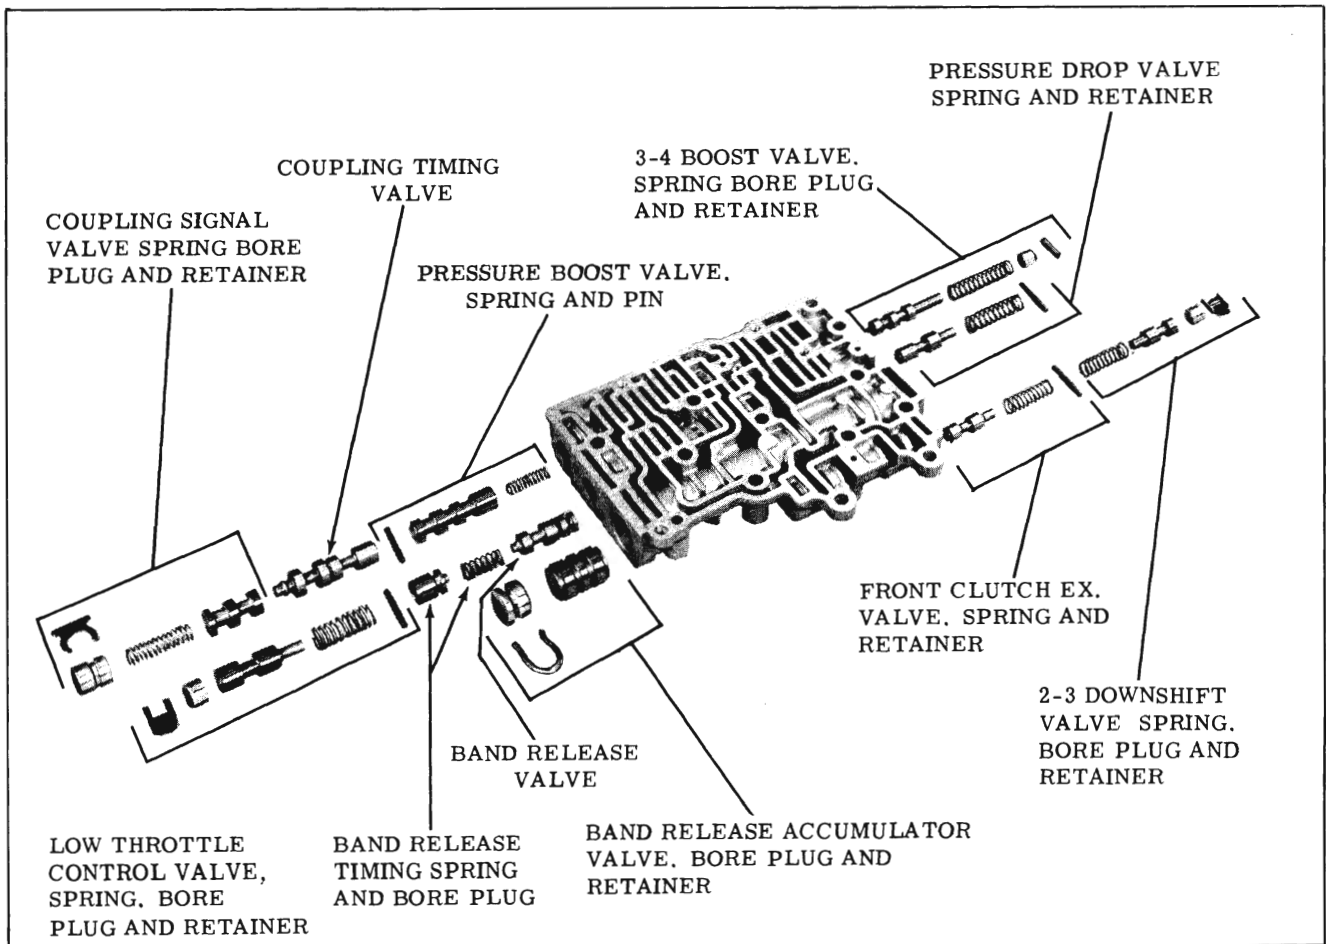 PRESSURE DROP VALVE
SPRING AND RETAINER
3-4 BOOST VALVE.
SPRING BORE PLUG
AND RETAINER
COUPLING TIMING
VALVE
COUPLING SIGNAL
VALVE SPRING BORE
PLUG AND RETAINER
PRESSURE BOOST VALVE.
SPRING AND PIN
FRONT CLUTCH EX.
VALVE. SPRING AND
RETAINER
2-3 DOWNSHIFT
VALVE SPRING.
BORE PLUG AND
RETAINER
BAND RELEASE
VALVE
LOW THROTTLE
CONTROL VALVE,
SPRING. BORE
PLUG AND RETAINER
BAND RELEASE
TIMING SPRING
AND BORE PLUG
BAND RELEASE ACCUMULATOR
VALVE. BORE PLUG AND
RETAINER